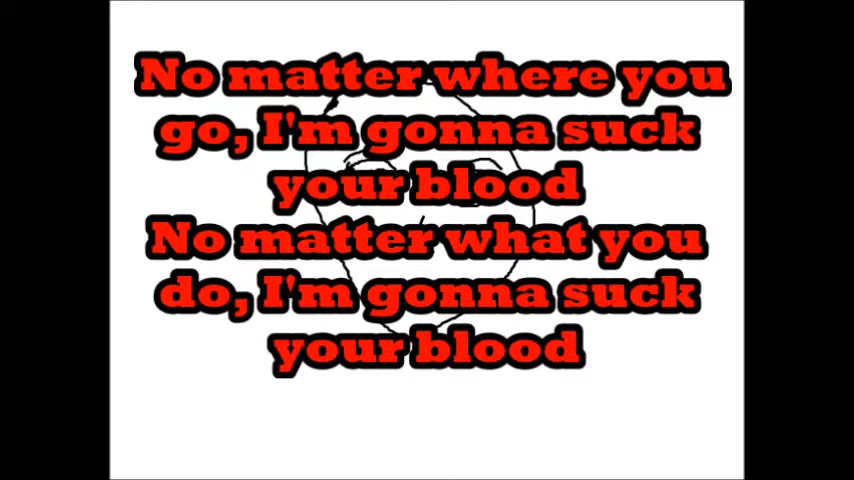 No matter where you
go, I'm gonna suck
your blood
No matter what you
do, I'm gonna suck
your blood